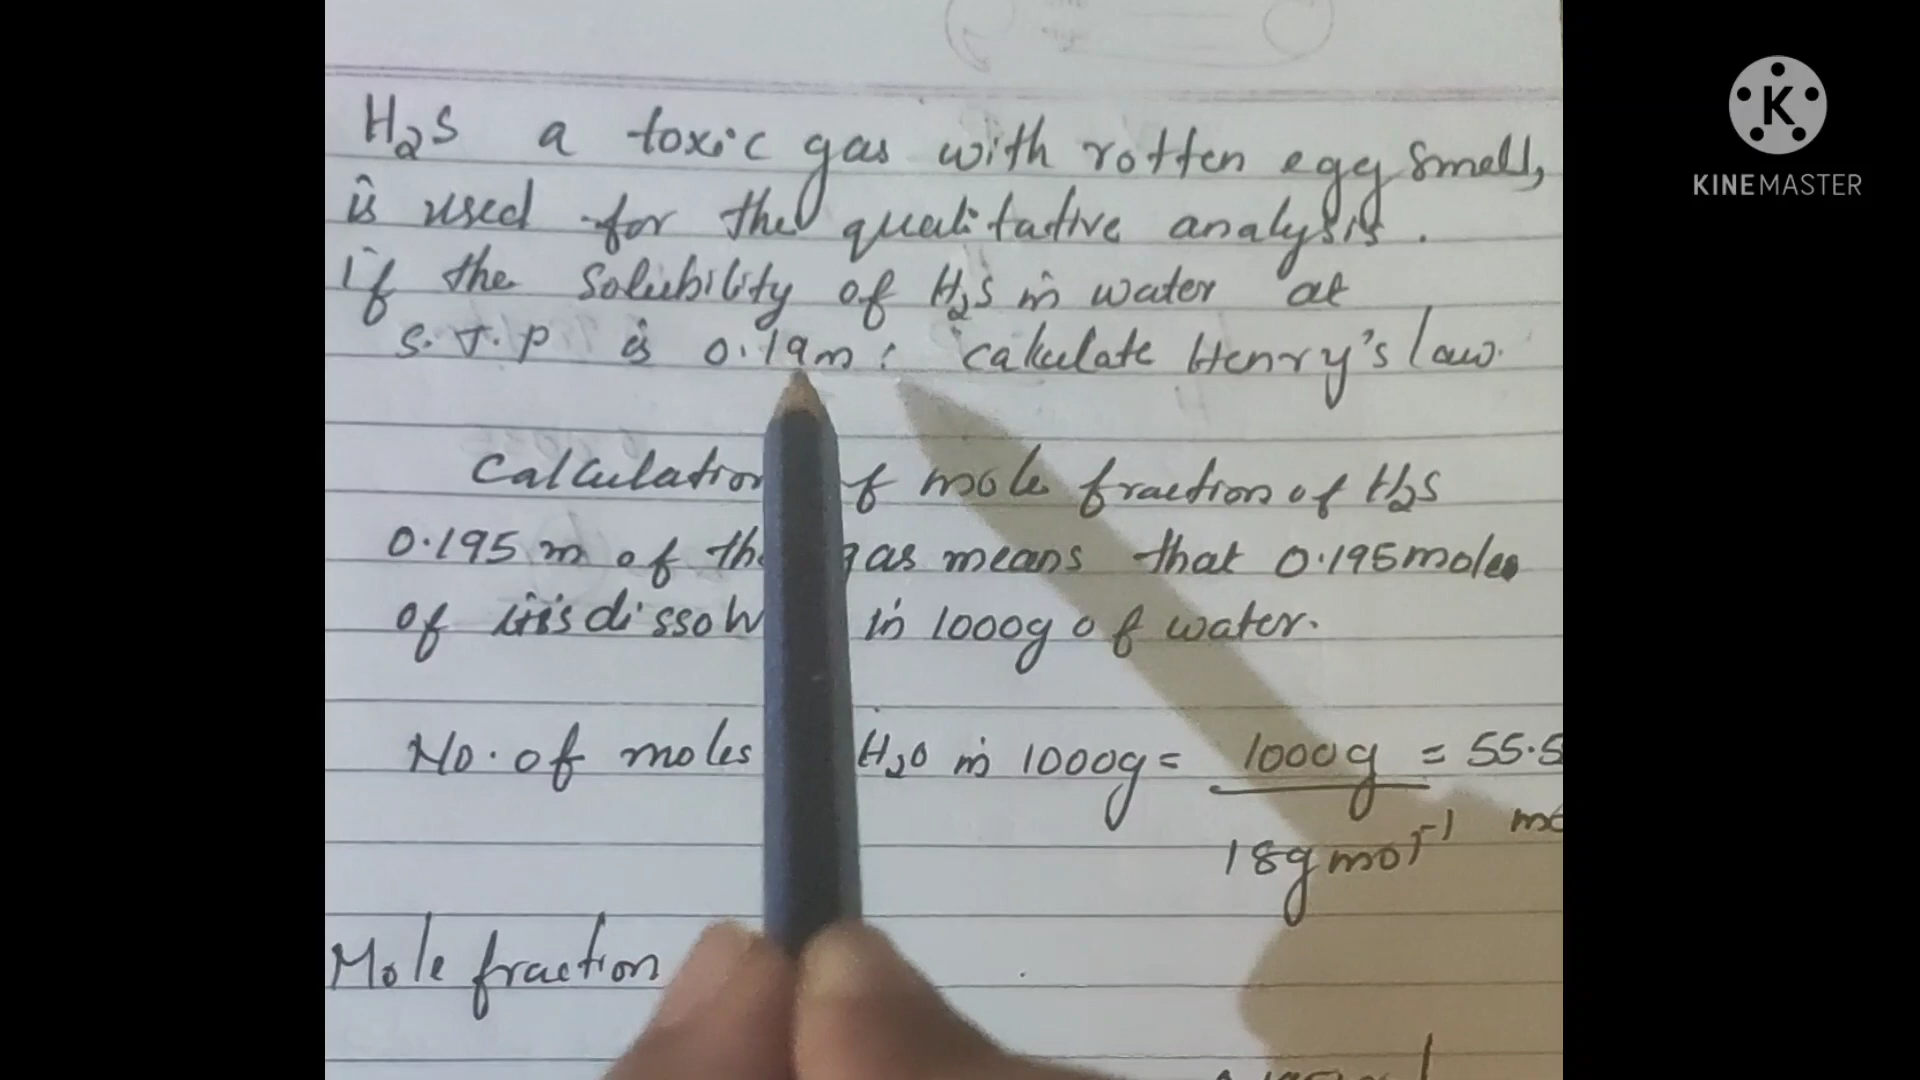 H2S a toxic gas with rotten egg smell,
is used for the qualitative analysis.
if the solubility of H2S in water at
S.T.P is 0.19m: calculate Henry's law.
Calculation of mole fraction of H2S
0.195 m of the gas means that 0.195 moles
of in 1000g of water.
No. of moles H2O in 1000g = 1000g = 55.5
18g mol-1
Mole fraction
K
KINEMASTER